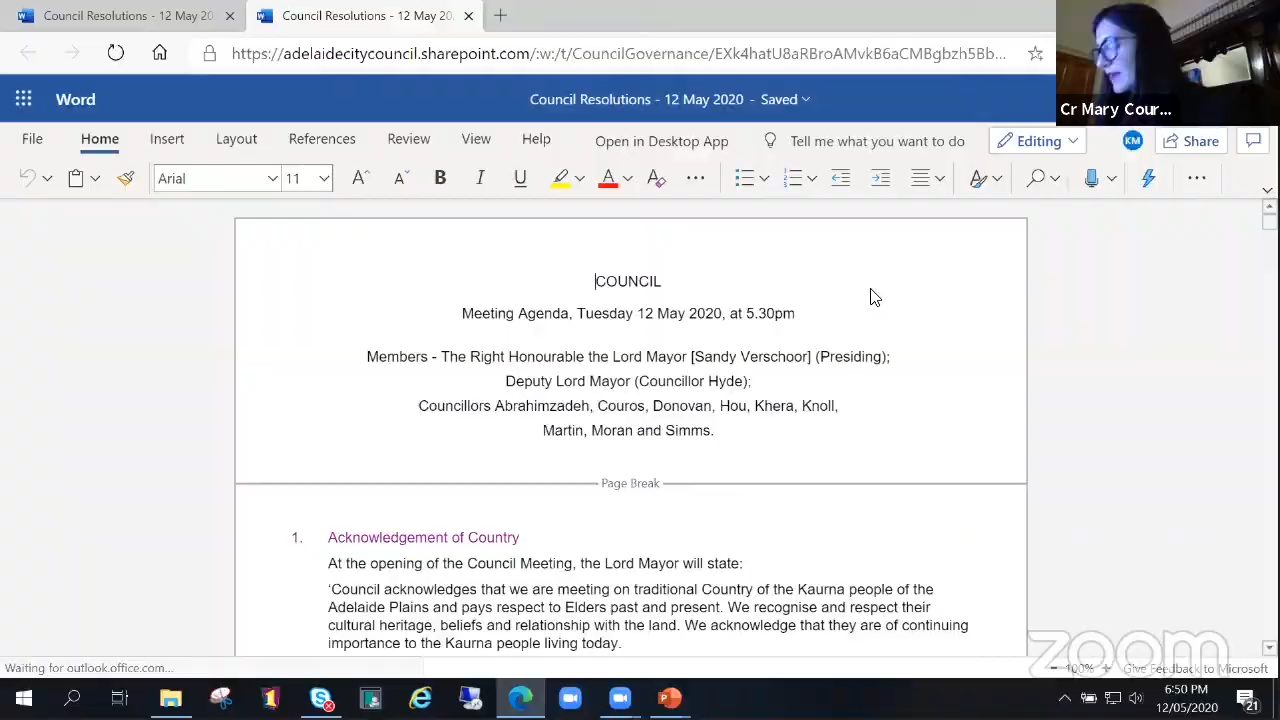 Council Resolutions - 12 May 20
Council Resolutions - 12 May 20.
https://adelaidecitycouncil.sharepoint.com/:w:/t/CouncilGovernance/EXk4hatU8aRBroAMvkB6aCMBgbzh5Bb...
Cr Mary Cour...
Word
Council Resolutions - 12 May 2020 - Saved
File Home Insert Layout References Review View Help Open in Desktop App Tell me what you want to do Editing KM Share
Arial 11 B I U A
COUNCIL
Meeting Agenda, Tuesday 12 May 2020, at 5.30pm
Members - The Right Honourable the Lord Mayor [Sandy Verschoor] (Presiding);
Deputy Lord Mayor (Councillor Hyde);
Councillors Abrahimzadeh, Couros, Donovan, Hou, Khera, Knoll,
Martin, Moran and Simms.
Page Break
1. Acknowledgement of Country
At the opening of the Council Meeting, the Lord Mayor will state:
‘Council acknowledges that we are meeting on traditional Country of the Kaurna people of the
Adelaide Plains and pays respect to Elders past and present. We recognise and respect their
cultural heritage, beliefs and relationship with the land. We acknowledge that they are of continuing
importance to the Kaurna people living today.
zoom
Waiting for outlook.office.com...
100% Give Feedback to Microsoft
6:50 PM
12/05/2020
21